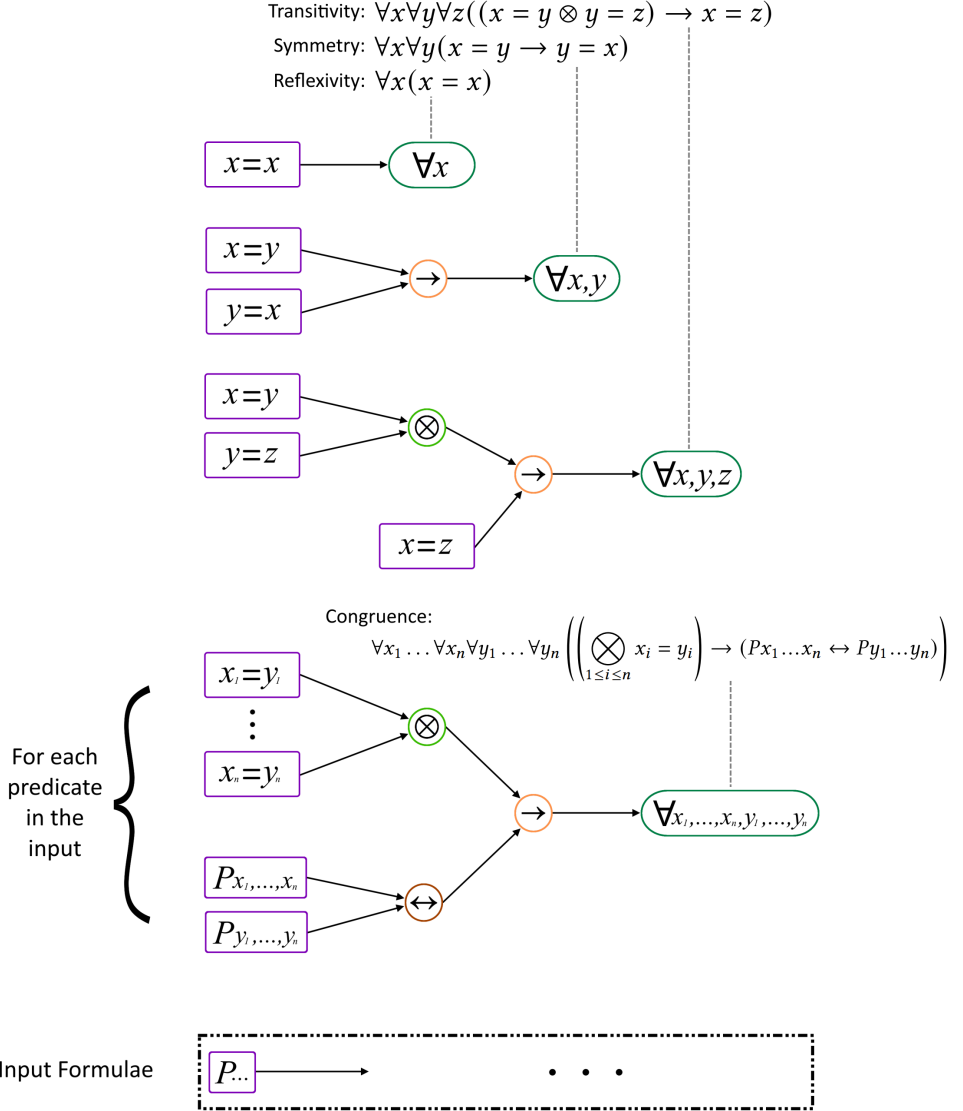 Transitivity: ∀x∀y∀z((x = y ⊗ y = z) → x = z)
Symmetry: ∀x∀y(x = y → y = x)
Reflexivity: ∀x(x = x)
x=x
∀x
x=y
→
∀x,y
y=x
x=y
⊗
y=z
→
∀x,y,z
x=z
Congruence:
∀x₁ … ∀xₙ∀y₁ … ∀yₙ ((⨂ xᵢ = yᵢ) → (Px₁…xₙ ↔ Py₁…yₙ))
1≤i≤n
x₁=y₁
⋮
⊗
xₙ=yₙ
For each
predicate
in the
input
→
∀x₁,...,xₙ,y₁,...,yₙ
Px₁,...,xₙ
↔
Py₁,...,yₙ
Input Formulae
P...
• • •